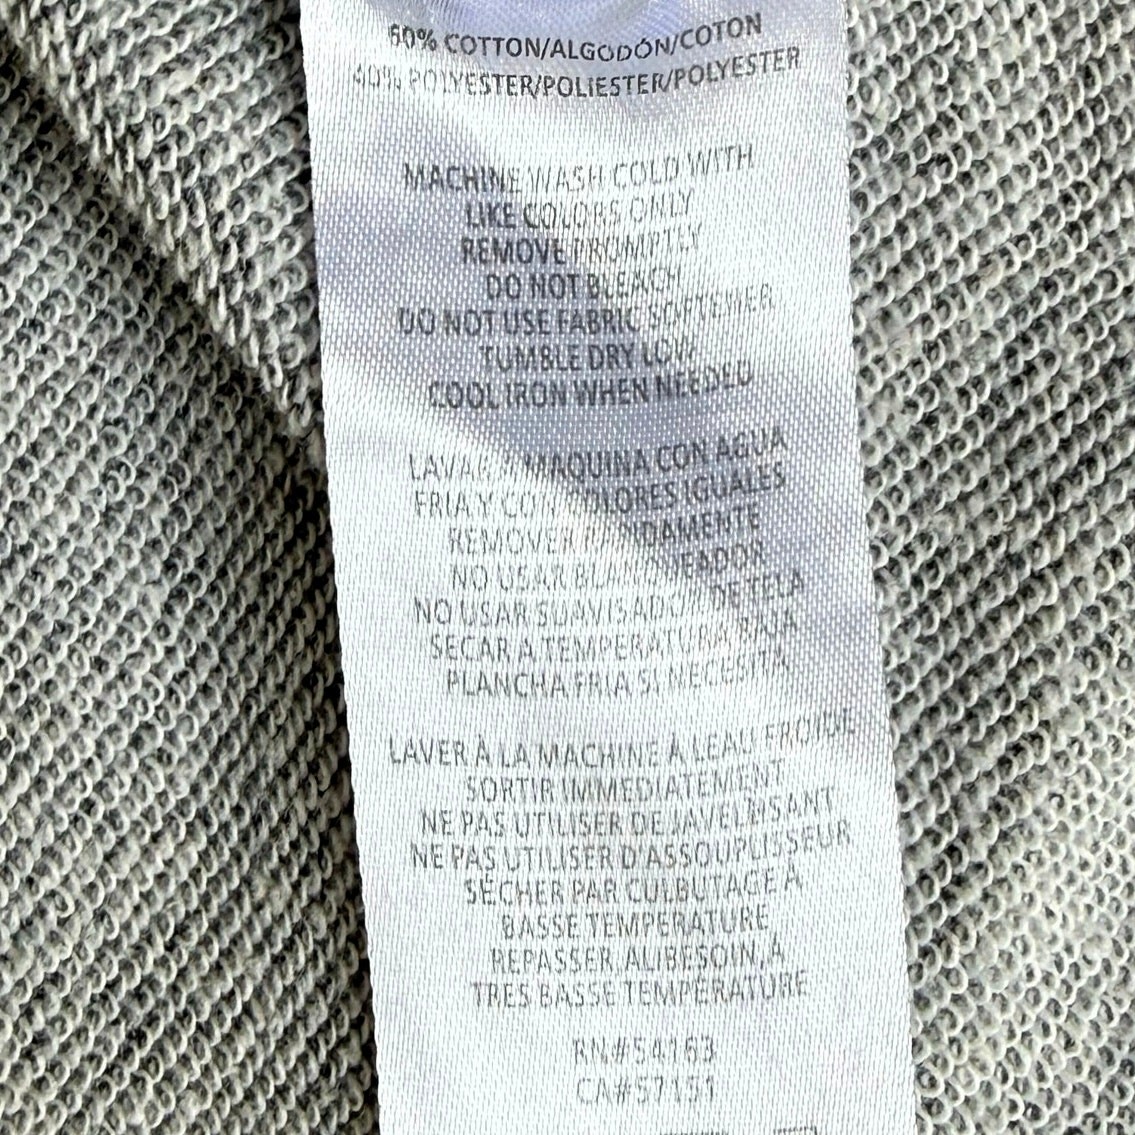 60% COTTON/ALGODÓN/COTON
40% POLYESTER/POLIESTER/POLYESTER
MACHINE WASH COLD WITH
LIKE COLORS ONLY
REMOVE PROMPTLY
DO NOT BLEACH
DO NOT USE FABRIC SOFTENER
TUMBLE DRY LOW
COOL IRON WHEN NEEDED
LAVAR A MAQUINA CON AGUA
FRIA Y CON COLORES IGUALES
REMOVER
NO USAR BLANQUEADOR
NO USAR SUAVISADOR DE TELA
SECAR A TEMPERATURA BAJA
PLANCHA FRIA SI NECESITA
LAVER À LA MACHINE À LEAU FROIDE
SORTIR IMMEDIATEMENT
NE PAS UTILISER DE JAVELLISANT
NE PAS UTILISER D'ASSOUPLISSEUR
SÉCHER PAR CULBUTAGE À
BASSE TEMPÉRATURE
REPASSER, AU BESOIN, À
TRES BASSE TEMPÉRATURE
RN#54163
CA#57151